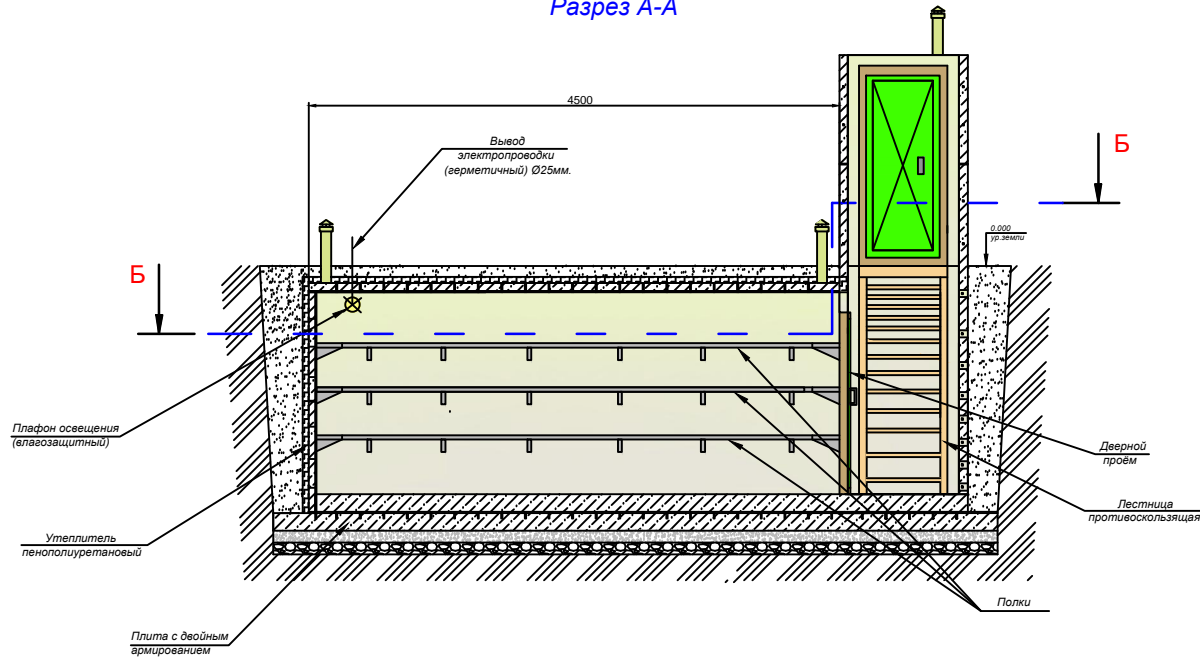 Разрез А-А
4500
Вывод
электропроводки
(герметичный) Ø25мм.
Б
0.000
ур.земли
Б
Плафон освещения
(влагозащитный)
Дверной
проём
Лестница
противоскользящая
Утеплитель
пенополиуретановый
Полки
Плита с двойным
армированием